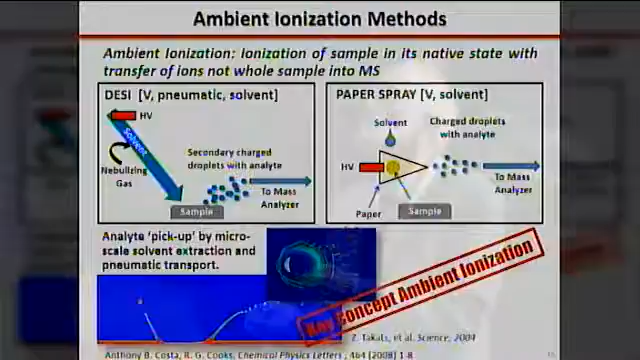 Ambient Ionization Methods
Ambient Ionization: Ionization of sample in its native state with
transfer of ions not whole sample into MS
DESI [V, pneumatic, solvent]
HV
Solvent
Nebulizing
Gas
Secondary charged
droplets with analyte
To Mass
Analyzer
Sample
PAPER SPRAY [V, solvent]
Solvent
Charged droplets
with analyte
HV
To Mass
Analyzer
Paper
Sample
Analyte 'pick-up' by micro-
scale solvent extraction and
pneumatic transport.
Key Concept Ambient Ionization
Z. Takats, et al. Science, 2004
Anthony B. Costa, R. G. Cooks, Chemical Physics Letters, 464 (2008) 1-8